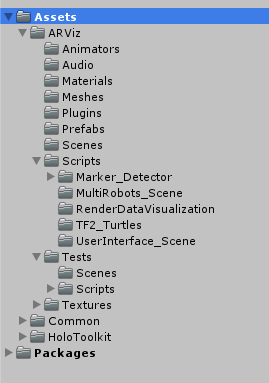 Assets
ARViz
Animators
Audio
Materials
Meshes
Plugins
Prefabs
Scenes
Scripts
Marker_Detector
MultiRobots_Scene
RenderDataVisualization
TF2_Turtles
UserInterface_Scene
Tests
Scenes
Scripts
Textures
Common
HoloToolkit
Packages